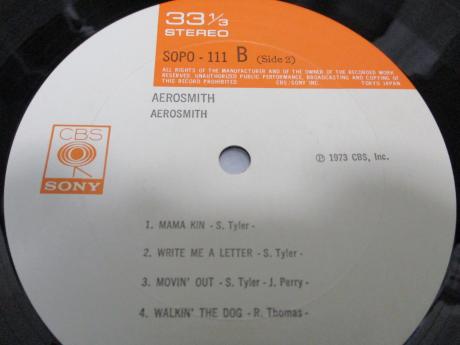 33 1/3
STEREO
SOPO - 111 B (Side 2)
ALL RIGHTS OF THE MANUFACTURER AND OF THE OWNER OF THE RECORDED WORK
RESERVED. UNAUTHORIZED PUBLIC PERFORMANCE, BROADCASTING AND COPYING OF
THIS RECORD PROHIBITED CBS/SONY INC. TOKYO JAPAN
AEROSMITH
AEROSMITH
CBS
SONY
Ⓟ 1973 CBS, Inc.
1. MAMA KIN - S. Tyler -
2. WRITE ME A LETTER - S. Tyler -
3. MOVIN' OUT - S. Tyler - J. Perry -
4. WALKIN' THE DOG - R. Thomas -